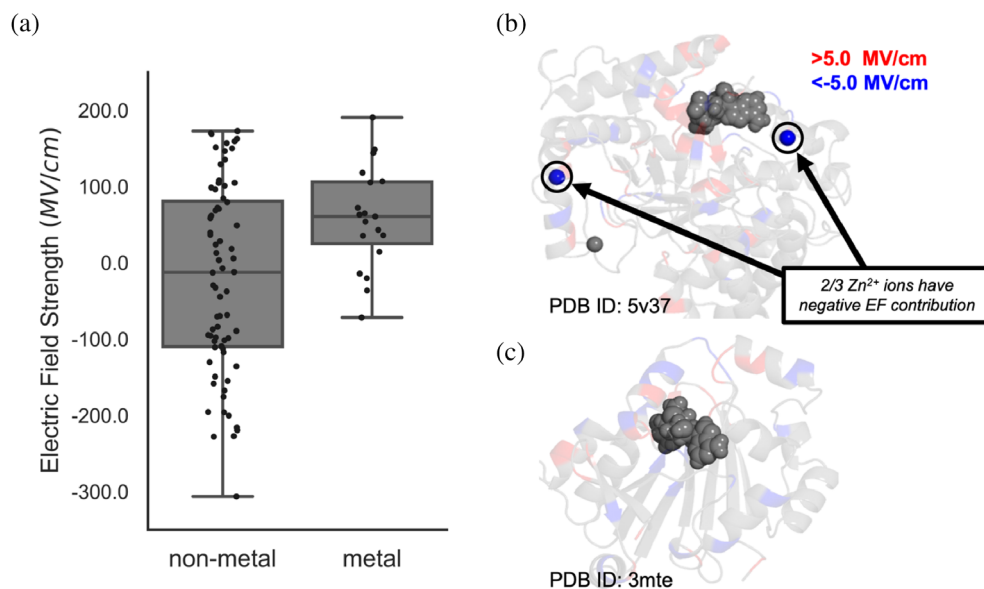 (a)
Electric Field Strength (MV/cm)
200.0
100.0
0.0
-100.0
-200.0
-300.0
non-metal
metal
(b)
>5.0 MV/cm
<-5.0 MV/cm
2/3 Zn²⁺ ions have
negative EF contribution
PDB ID: 5v37
(c)
PDB ID: 3mte